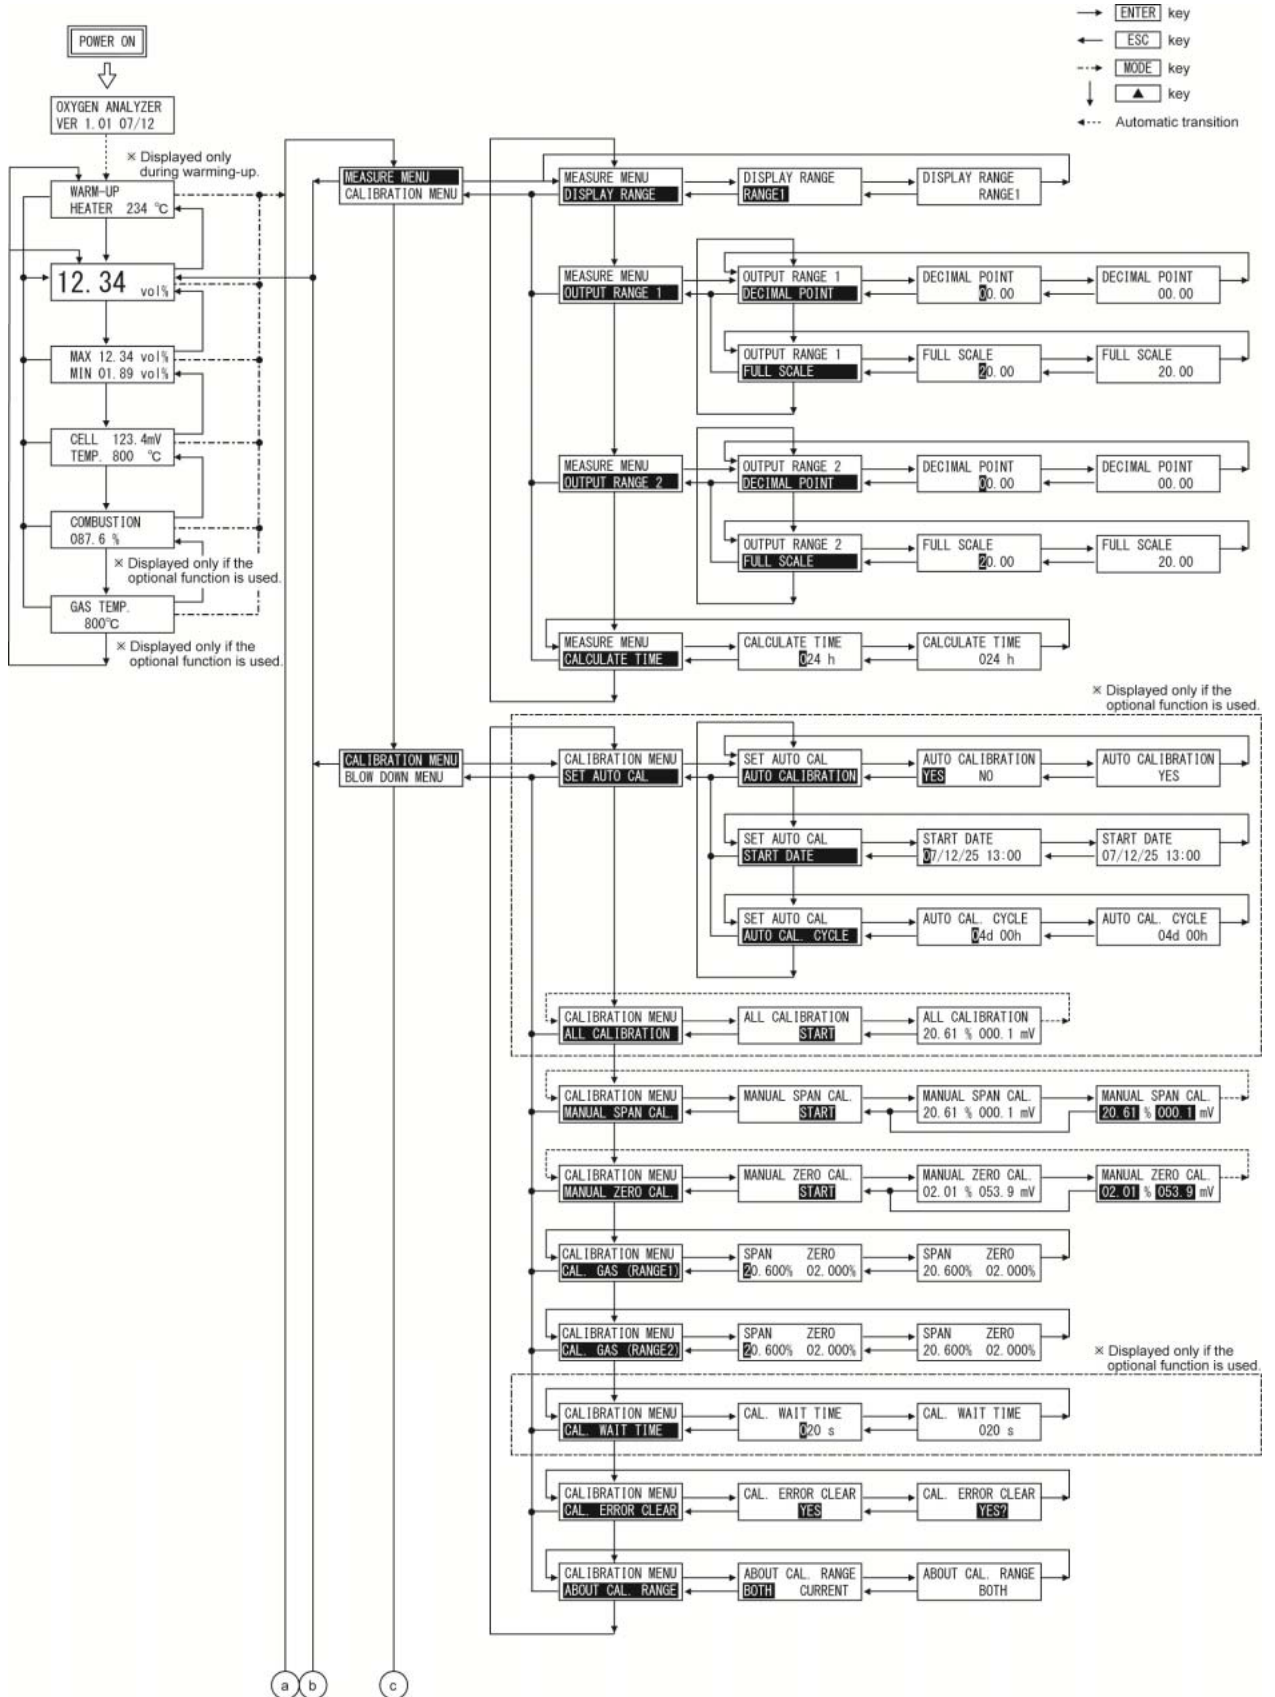 ENTER key
ESC key
MODE key
▲ key
Automatic transition
POWER ON
OXYGEN ANALYZER
VER 1.01 07/12
※ Displayed only
during warming-up.
WARM-UP
HEATER 234 °C
12.34 vol%
MAX 12.34 vol%
MIN 01.89 vol%
CELL 123.4mV
TEMP. 800 °C
COMBUSTION
087.6 %
※ Displayed only if the
optional function is used.
GAS TEMP.
800°C
※ Displayed only if the
optional function is used.
MEASURE MENU
CALIBRATION MENU
MEASURE MENU
DISPLAY RANGE
DISPLAY RANGE
RANGE1
DISPLAY RANGE
RANGE1
MEASURE MENU
OUTPUT RANGE 1
OUTPUT RANGE 1
DECIMAL POINT
DECIMAL POINT
00.00
DECIMAL POINT
00.00
OUTPUT RANGE 1
FULL SCALE
FULL SCALE
20.00
FULL SCALE
20.00
MEASURE MENU
OUTPUT RANGE 2
OUTPUT RANGE 2
DECIMAL POINT
DECIMAL POINT
00.00
DECIMAL POINT
00.00
OUTPUT RANGE 2
FULL SCALE
FULL SCALE
20.00
FULL SCALE
20.00
MEASURE MENU
CALCULATE TIME
CALCULATE TIME
024 h
CALCULATE TIME
024 h
※ Displayed only if the
optional function is used.
CALIBRATION MENU
BLOW DOWN MENU
CALIBRATION MENU
SET AUTO CAL
SET AUTO CAL
AUTO CALIBRATION
AUTO CALIBRATION
YES NO
AUTO CALIBRATION
YES
SET AUTO CAL
START DATE
START DATE
07/12/25 13:00
START DATE
07/12/25 13:00
SET AUTO CAL
AUTO CAL. CYCLE
AUTO CAL. CYCLE
04d 00h
AUTO CAL. CYCLE
04d 00h
CALIBRATION MENU
ALL CALIBRATION
ALL CALIBRATION
START
ALL CALIBRATION
20.61 % 000.1 mV
CALIBRATION MENU
MANUAL SPAN CAL.
MANUAL SPAN CAL.
START
MANUAL SPAN CAL.
20.61 % 000.1 mV
MANUAL SPAN CAL.
20.61 % 000.1 mV
CALIBRATION MENU
MANUAL ZERO CAL.
MANUAL ZERO CAL.
START
MANUAL ZERO CAL.
02.01 % 053.9 mV
MANUAL ZERO CAL.
02.01 % 053.9 mV
CALIBRATION MENU
CAL. GAS (RANGE1)
SPAN ZERO
20.600% 02.000%
SPAN ZERO
20.600% 02.000%
CALIBRATION MENU
CAL. GAS (RANGE2)
SPAN ZERO
20.600% 02.000%
SPAN ZERO
20.600% 02.000%
※ Displayed only if the
optional function is used.
CALIBRATION MENU
CAL. WAIT TIME
CAL. WAIT TIME
020 s
CAL. WAIT TIME
020 s
CALIBRATION MENU
CAL. ERROR CLEAR
CAL. ERROR CLEAR
YES
CAL. ERROR CLEAR
YES?
CALIBRATION MENU
ABOUT CAL. RANGE
ABOUT CAL. RANGE
BOTH CURRENT
ABOUT CAL. RANGE
BOTH
a b c